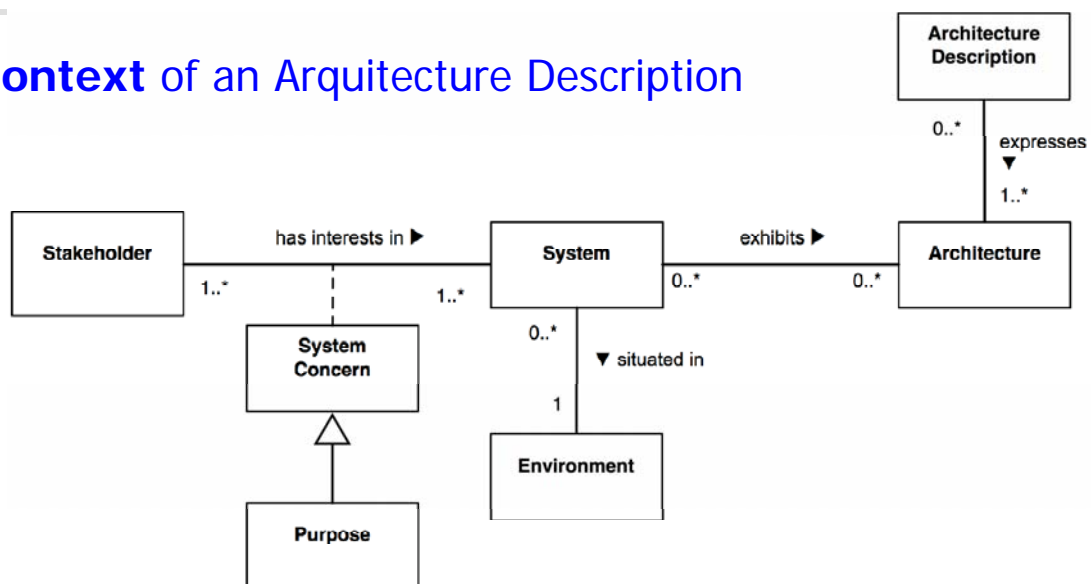 ontext of an Arquitecture Description
Architecture
Description
0..*
expresses
▼
1..*
Stakeholder
has interests in ▶
System
exhibits ▶
Architecture
1..*
1..*
0..*
0..*
System
Concern
0..*
▼ situated in
1
Environment
Purpose